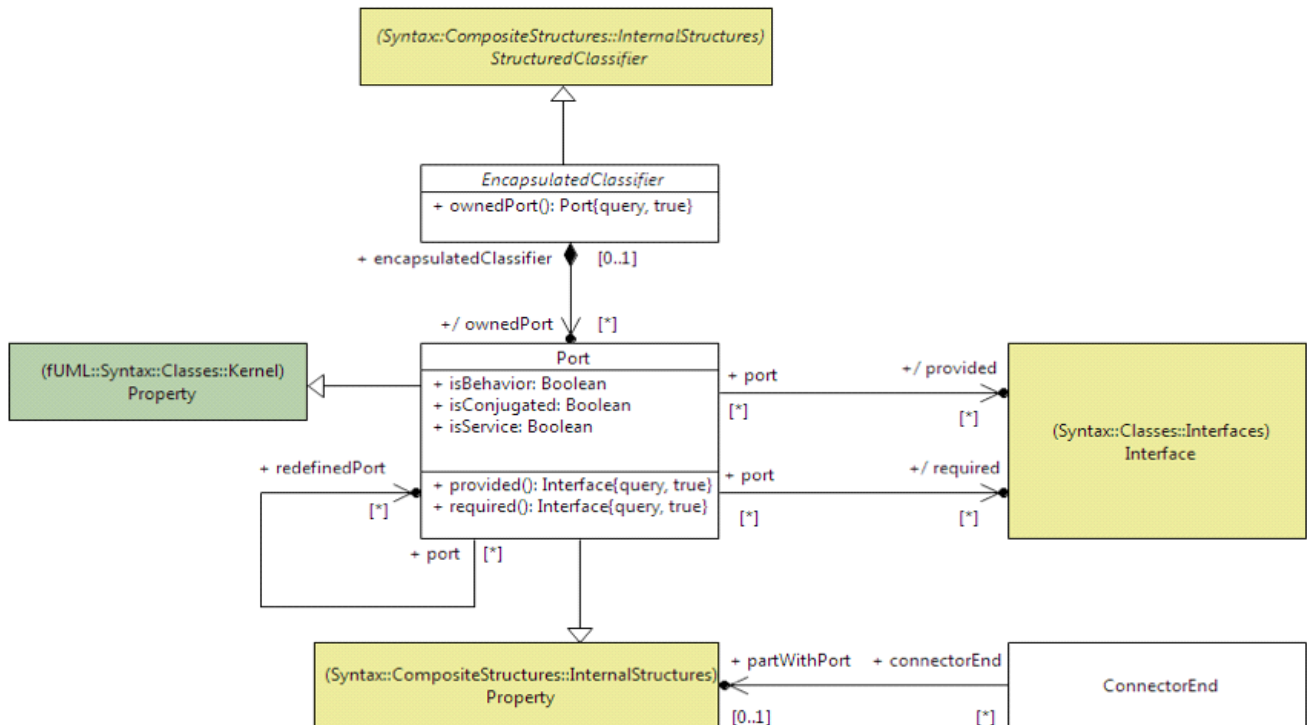 (Syntax::CompositeStructures::InternalStructures)
StructuredClassifier
EncapsulatedClassifier
+ ownedPort(): Port{query, true}
+ encapsulatedClassifier [0..1]
+/ ownedPort [*]
(fUML::Syntax::Classes::Kernel)
Property
Port
+ isBehavior: Boolean
+ isConjugated: Boolean
+ isService: Boolean
+ provided(): Interface{query, true}
+ required(): Interface{query, true}
+ port +/ provided
[*] [*]
+ port +/ required
[*] [*]
(Syntax::Classes::Interfaces)
Interface
+ redefinedPort
[*]
+ port [*]
(Syntax::CompositeStructures::InternalStructures)
Property
+ partWithPort + connectorEnd
[0..1] [*]
ConnectorEnd